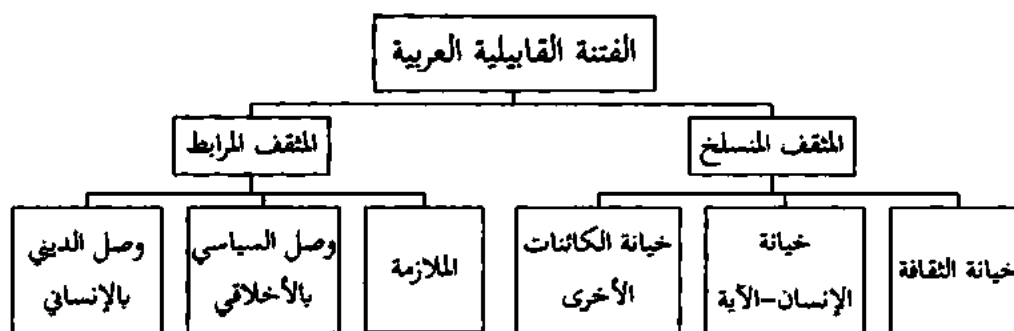 الفتنة القابيلية العربية
المثقف المنسلخ
المثقف المرابط
خيانة الثقافة
خيانة
الإنسان-الآية
خيانة الكائنات
الأخرى
الملازمة
وصل السياسي
بالأخلاقي
وصل الديني
بالإنساني